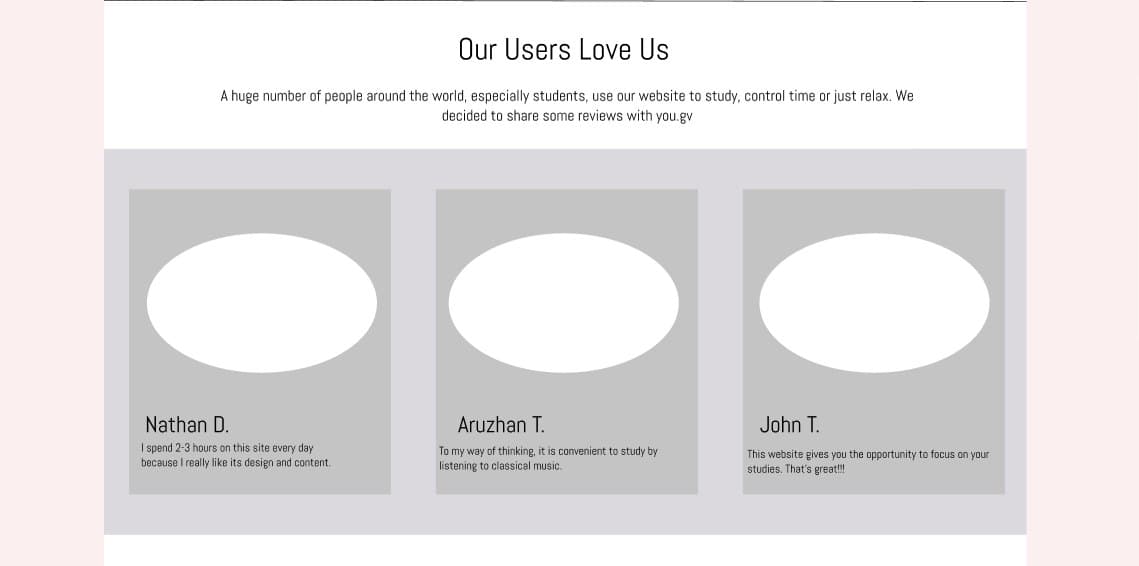 Our Users Love Us
A huge number of people around the world, especially students, use our website to study, control time or just relax. We
decided to share some reviews with you.gv
Nathan D.
I spend 2-3 hours on this site every day
because I really like its design and content.
Aruzhan T.
To my way of thinking, it is convenient to study by
listening to classical music.
John T.
This website gives you the opportunity to focus on your
studies. That's great!!!